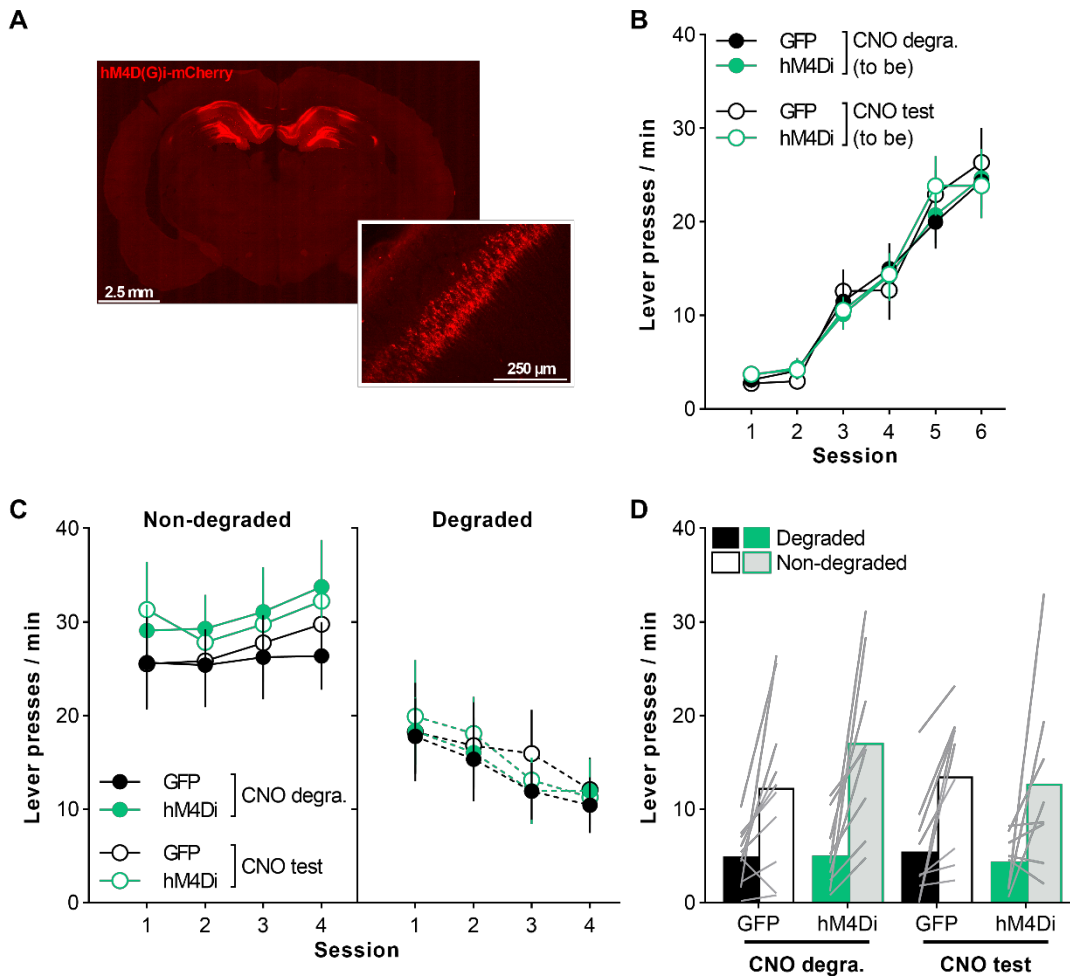 A
hM4D(G)i-mCherry
2.5 mm
250 µm
B
Lever presses / min
40
30
20
10
0
GFP
hM4Di
CNO degra.
(to be)
GFP
hM4Di
CNO test
(to be)
1 2 3 4 5 6
Session
C
Lever presses / min
40
30
20
10
0
Non-degraded
Degraded
GFP
hM4Di
CNO degra.
GFP
hM4Di
CNO test
1 2 3 4 1 2 3 4
Session
D
Lever presses / min
40
30
20
10
0
Degraded
Non-degraded
GFP hM4Di GFP hM4Di
CNO degra. CNO test